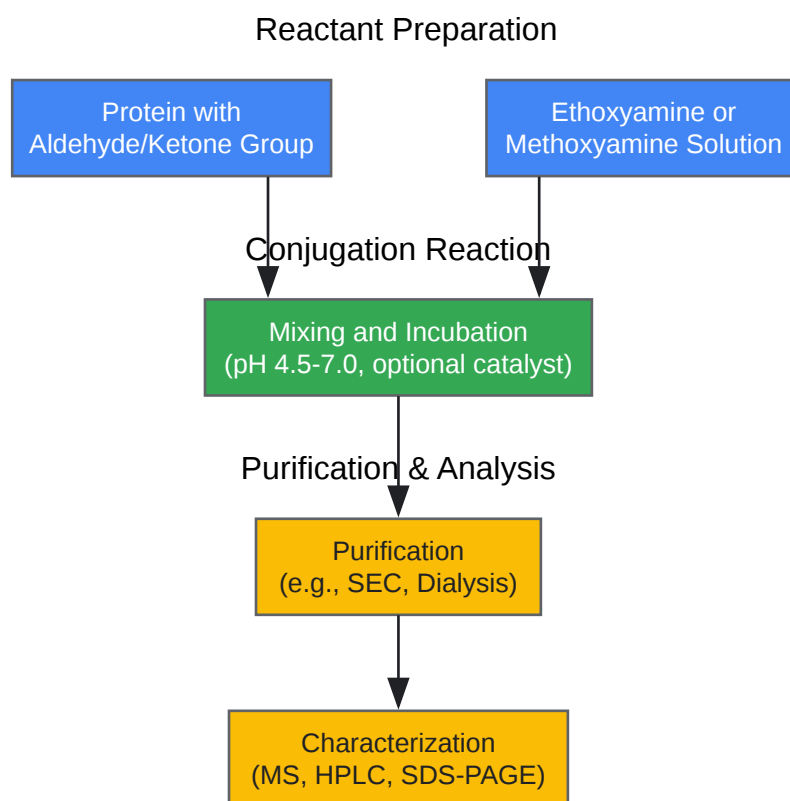 Reactant Preparation
Protein with
Aldehyde/Ketone Group
Ethoxyamine or
Methoxyamine Solution
Conjugation Reaction
Mixing and Incubation
(pH 4.5-7.0, optional catalyst)
Purification & Analysis
Purification
(e.g., SEC, Dialysis)
Characterization
(MS, HPLC, SDS-PAGE)